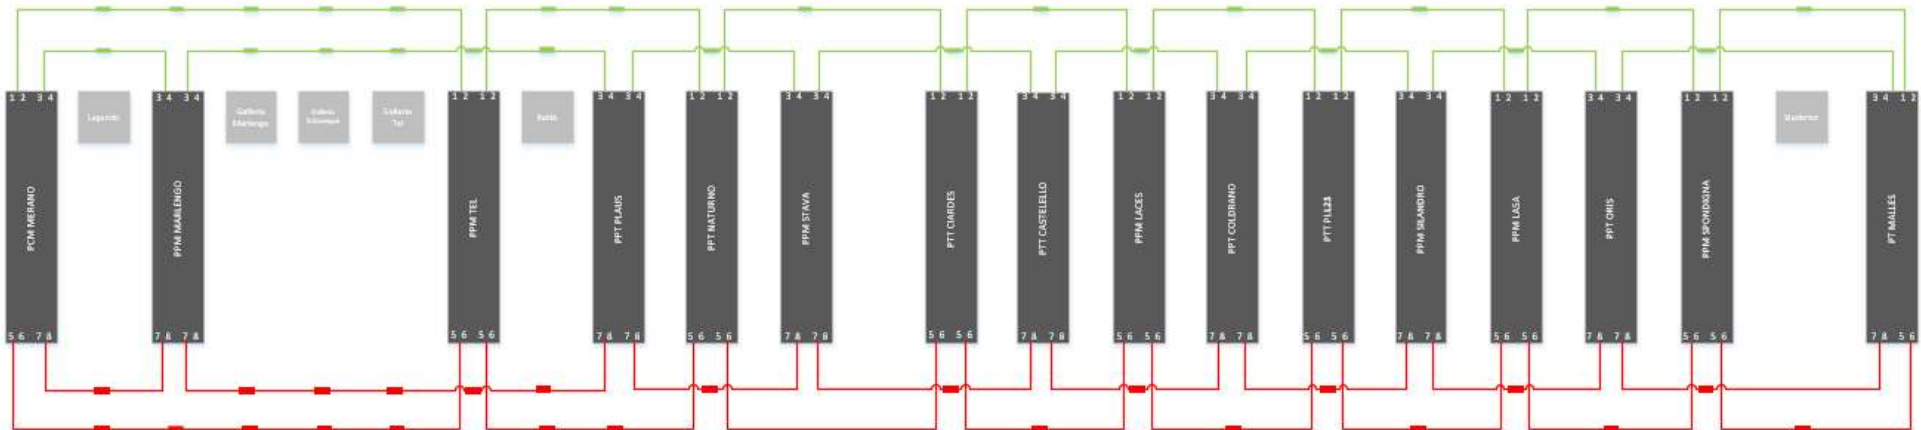 1 2 3 4
3 4 3 4
1 2 1 2
3 4 3 4
1 2 1 2
3 4 3 4
1 2 1 2
3 4 3 4
1 2 1 2
3 4 3 4
1 2 1 2
3 4 3 4
1 2 1 2
3 4 3 4
1 2 1 2
3 4 1 2
Galleria
Marlengo
Galleria
Galleria
Tel
PCM MERANO
PPM MARLENGO
PPM TEL
PPT PLAUS
PPT NATURNO
PPM STAVA
PTT CIARDES
PTT CASTELELLO
PPM LACES
PPT COLDRANO
PTT PLL23
PPM SILANDRO
PPM LASA
PPT ORIS
PPM SPONDIGNA
PT MALLES
5 6 7 8
7 8 7 8
5 6 5 6
7 8 7 8
5 6 5 6
7 8 7 8
5 6 5 6
7 8 7 8
5 6 5 6
7 8 7 8
5 6 5 6
7 8 7 8
5 6 5 6
7 8 7 8
5 6 5 6
7 8 5 6